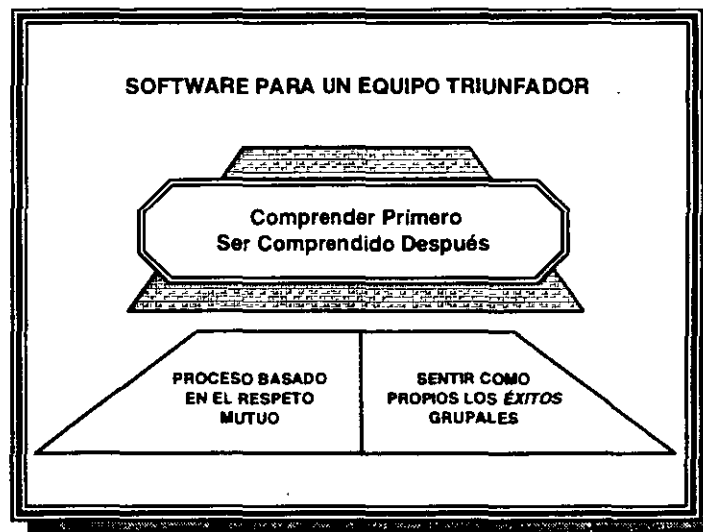 SOFTWARE PARA UN EQUIPO TRIUNFADOR
Comprender Primero
Ser Comprendido Después
PROCESO BASADO
EN EL RESPETO
MUTUO
SENTIR COMO
PROPIOS LOS ÉXITOS
GRUPALES